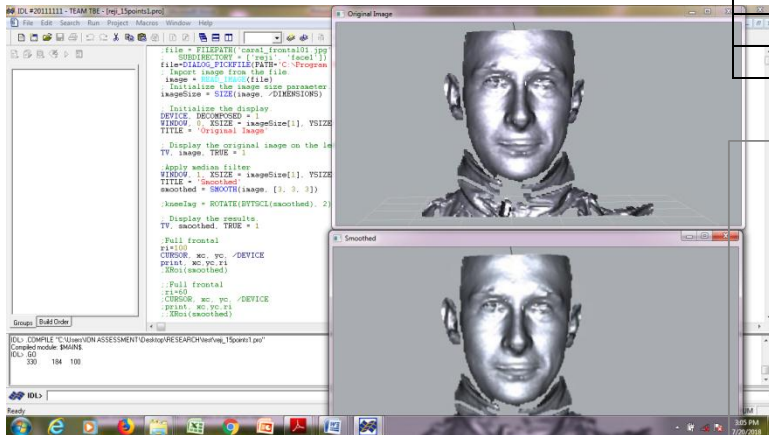 IDL #20111111 - TEAM TBE - [reji_15points1.pro]
File Edit Search Run Project Macros Window Help
;file = FILEPATH('cara1_frontal01.jpg'
SUBDIRECTORY = ['reji', 'face1'])
file=DIALOG_PICKFILE(PATH='C:\Program
; Import image from the file.
image = READ_IMAGE(file)
; Initialize the image size parameter.
imageSize = SIZE(image, /DIMENSIONS)
; Initialize the display
DEVICE, DECOMPOSED = 1
WINDOW, 0, XSIZE = imageSize[1], YSIZE
TITLE = 'Original Image'
; Display the original image on the le
TV, image, TRUE = 1
;Apply median filter
WINDOW, 1, XSIZE = imageSize[1], YSIZE
TITLE = 'Smoothed'
smoothed = SMOOTH(image, [3, 3, 3])
;kneeImg = ROTATE(BYTSCL(smoothed), 2)
; Display the results.
TV, smoothed, TRUE = 1
;Full frontal
ri=100
CURSOR, xc, yc, /DEVICE
print, xc,yc,ri
;XRoi(smoothed)
;;Full frontal
;ri=60
;CURSOR, xc, yc, /DEVICE
;print, xc,yc,ri
;;XRoi(smoothed)
Groups Build Order
IDL> .COMPILE "C:\Users\ION ASSESSMENT\Desktop\RESEARCH\text\reji_15points1.pro"
Compiled module: $MAIN$.
IDL> .GO
330 184 100
IDL>
Ready
Original Image
Smoothed
3:05 PM
7/20/2018